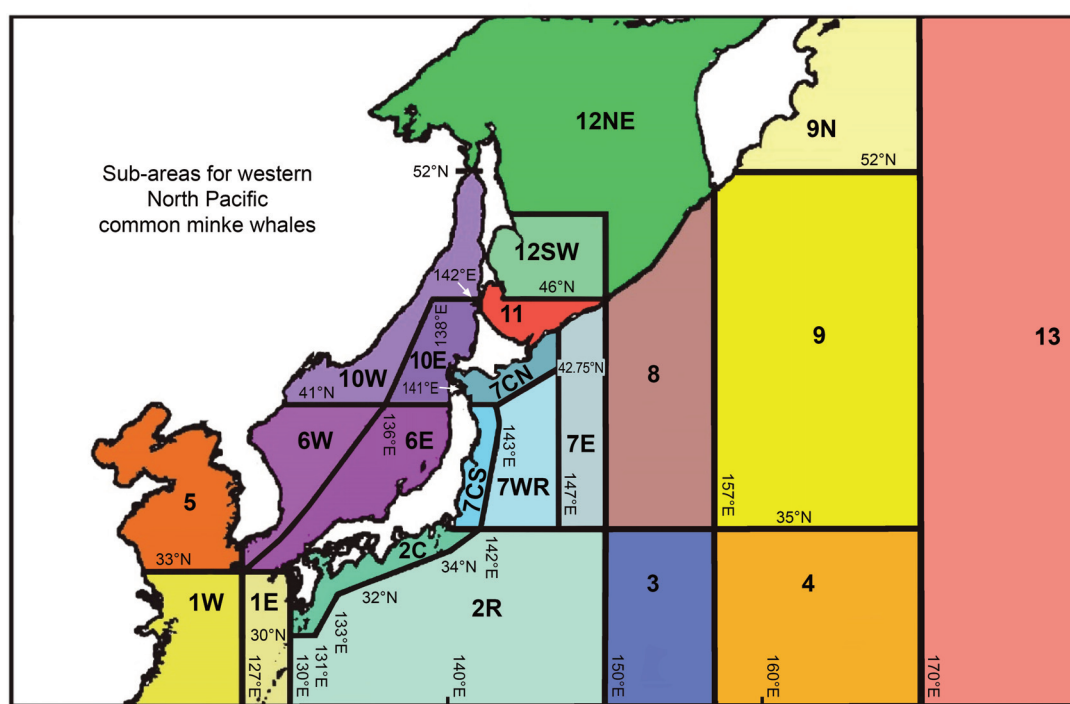 12NE
9N
52°N
52°N
Sub-areas for western
North Pacific
common minke whales
12SW
142°E
46°N
11
138°E
9
13
10E
10W
7CN
42.75°N
8
41°N
141°E
6W
136°E
6E
143°E
7E
7CS
7WR
147°E
157°E
5
35°N
33°N
2C
34°N
142°E
3
4
1W
1E
32°N
2R
30°N
133°E
131°E
127°E
130°E
140°E
150°E
160°E
170°E